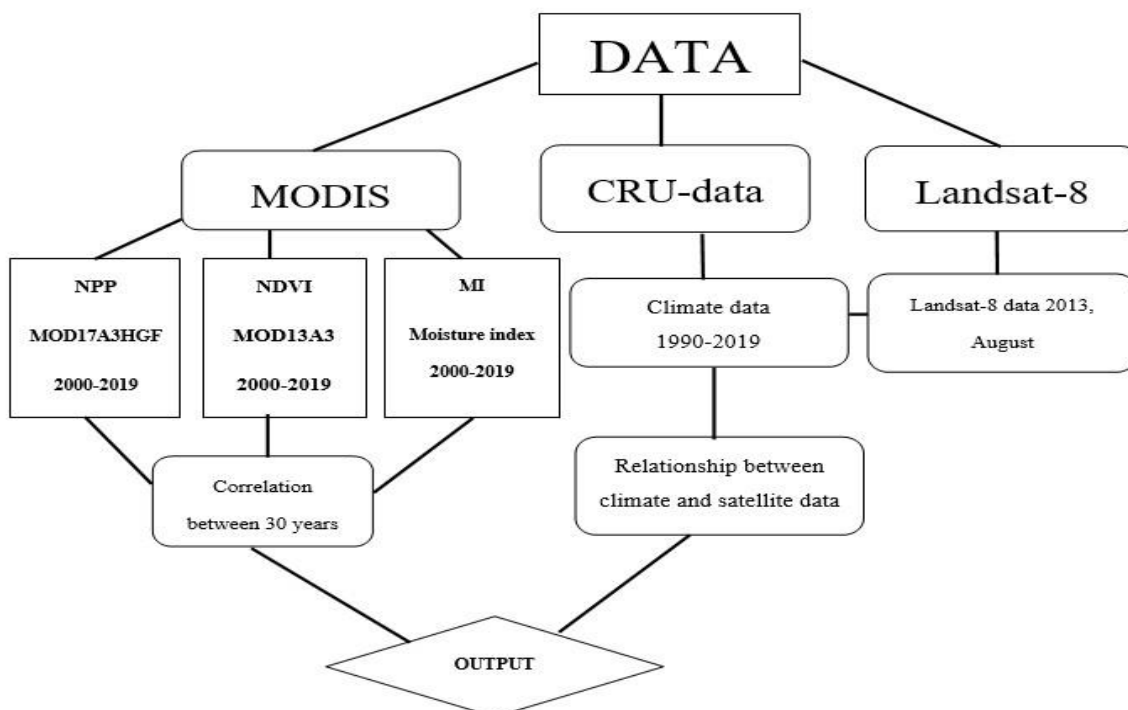 DATA
MODIS
CRU-data
Landsat-8
NPP
MOD17A3HGF
2000-2019
NDVI
MOD13A3
2000-2019
MI
Moisture index
2000-2019
Climate data
1990-2019
Landsat-8 data 2013,
August
Correlation
between 30 years
Relationship between
climate and satellite data
OUTPUT